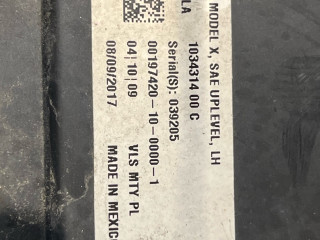 MODEL X, SAE UPLEVEL, LH
LA
1034314 00 C
Serial(S): 039205
00197420-10-0000-1
04|10|09 VLS MTY PL
08/09/2017 MADE IN MEXICO